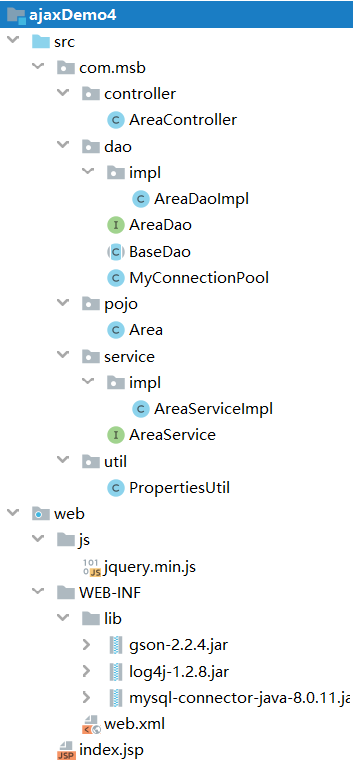 ajaxDemo4
src
com.msb
controller
C AreaController
dao
impl
C AreaDaoImpl
I AreaDao
C BaseDao
C MyConnectionPool
pojo
C Area
service
impl
C AreaServiceImpl
I AreaService
util
C PropertiesUtil
web
js
jquery.min.js
WEB-INF
lib
gson-2.2.4.jar
log4j-1.2.8.jar
mysql-connector-java-8.0.11.ja
web.xml
JSP index.jsp